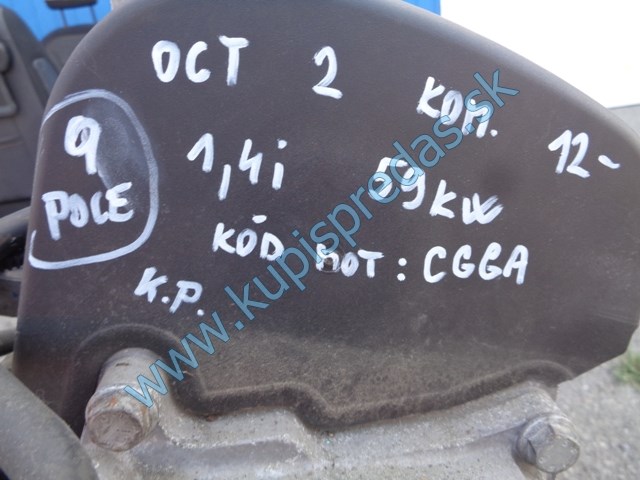 OCT 2
KOM.
12-
9
POLE
1,4i
59kW
KÓD MOT: CGGA
K.P.
www.kupispredas.sk